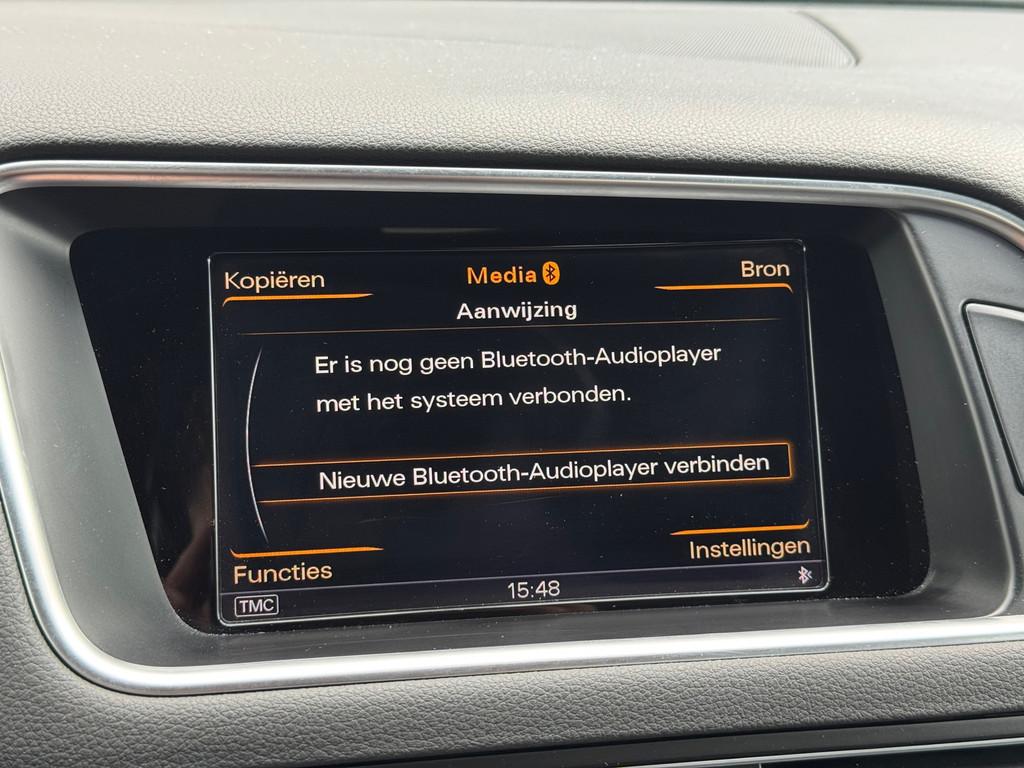 Kopiëren
Media
Bron
Aanwijzing
Er is nog geen Bluetooth-Audioplayer
met het systeem verbonden.
Nieuwe Bluetooth-Audioplayer verbinden
Functies
Instellingen
TMC
15:48